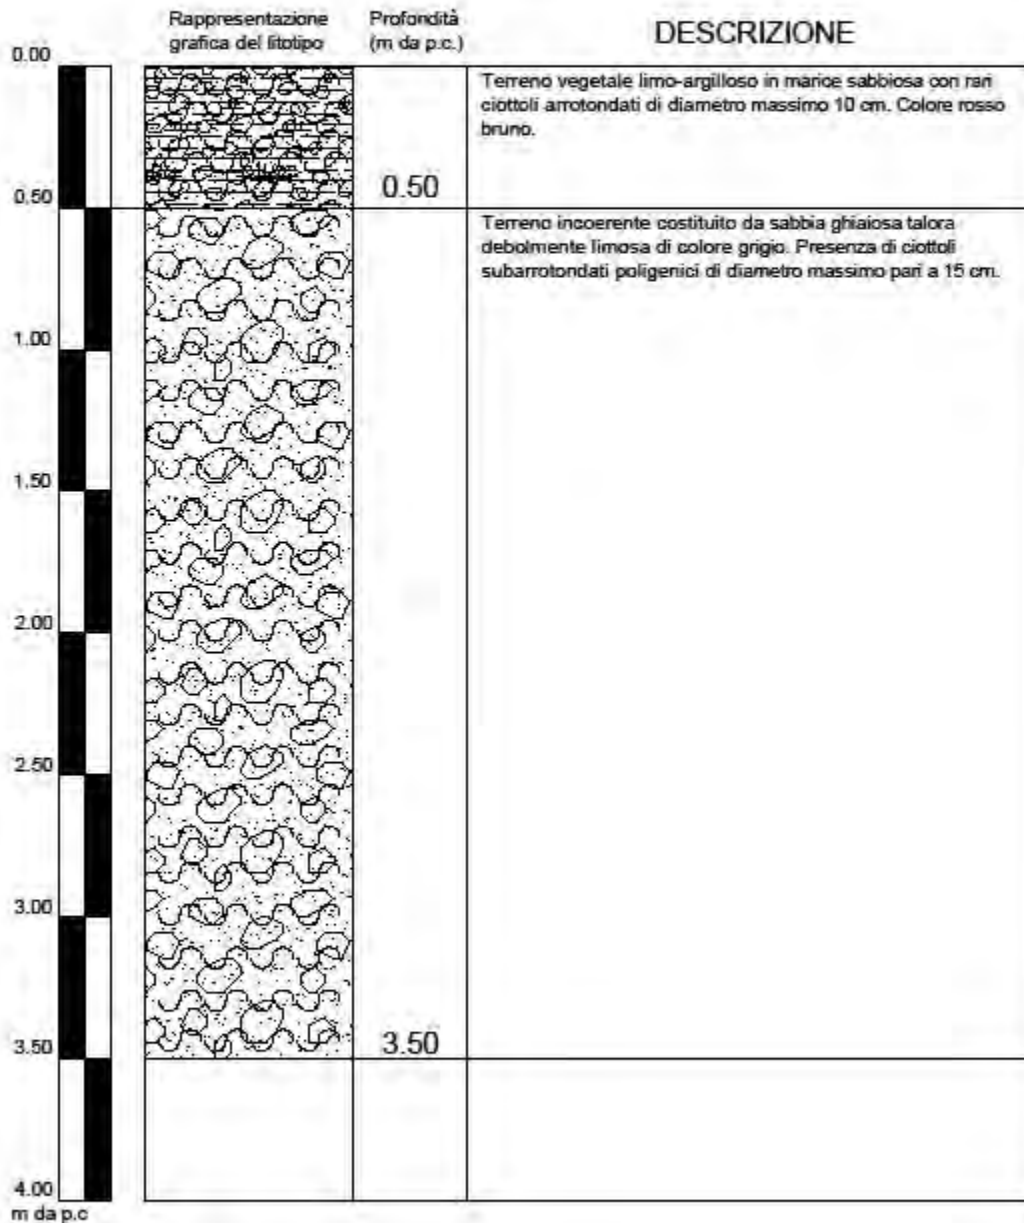 Rappresentazione
grafica del litotipo
Profondità
(m da p.c.)
DESCRIZIONE
0.00
Terreno vegetale limo-argilloso in matrice sabbiosa con rari
ciottoli arrotondati di diametro massimo 10 cm. Colore rosso
bruno.
0.50
0.50
Terreno incoerente costituito da sabbia ghiaiosa talora
debolmente limosa di colore grigio. Presenza di ciottoli
subarrotondati poligenici di diametro massimo pari a 15 cm.
1.00
1.50
2.00
2.50
3.00
3.50
3.50
4.00
m da p.c